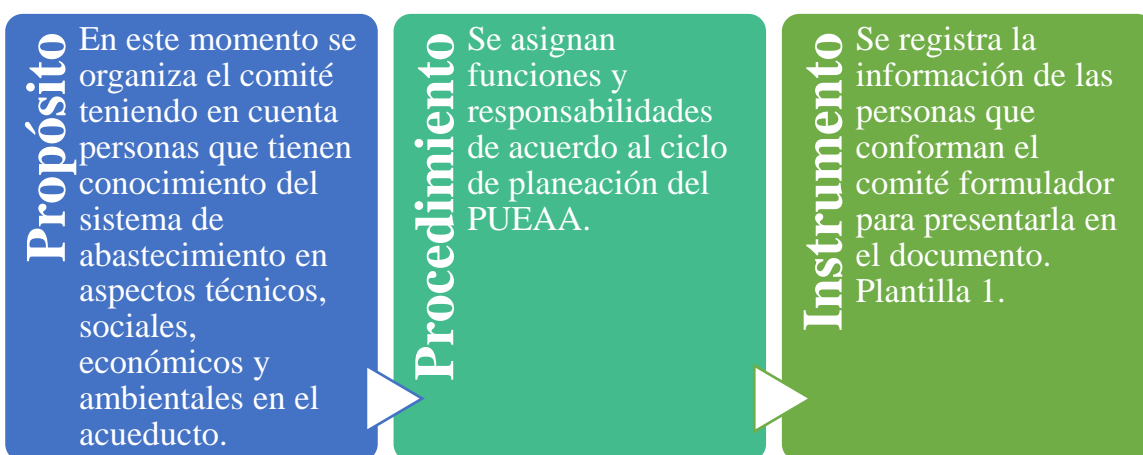 Propósito
En este momento se
organiza el comité
teniendo en cuenta
personas que tienen
conocimiento del
sistema de
abastecimiento en
aspectos técnicos,
sociales,
económicos y
ambientales en el
acueducto.
Procedimiento
Se asignan
funciones y
responsabilidades
de acuerdo al ciclo
de planeación del
PUEAA.
Instrumento
Se registra la
información de las
personas que
conforman el
comité formulador
para presentarla en
el documento.
Plantilla 1.